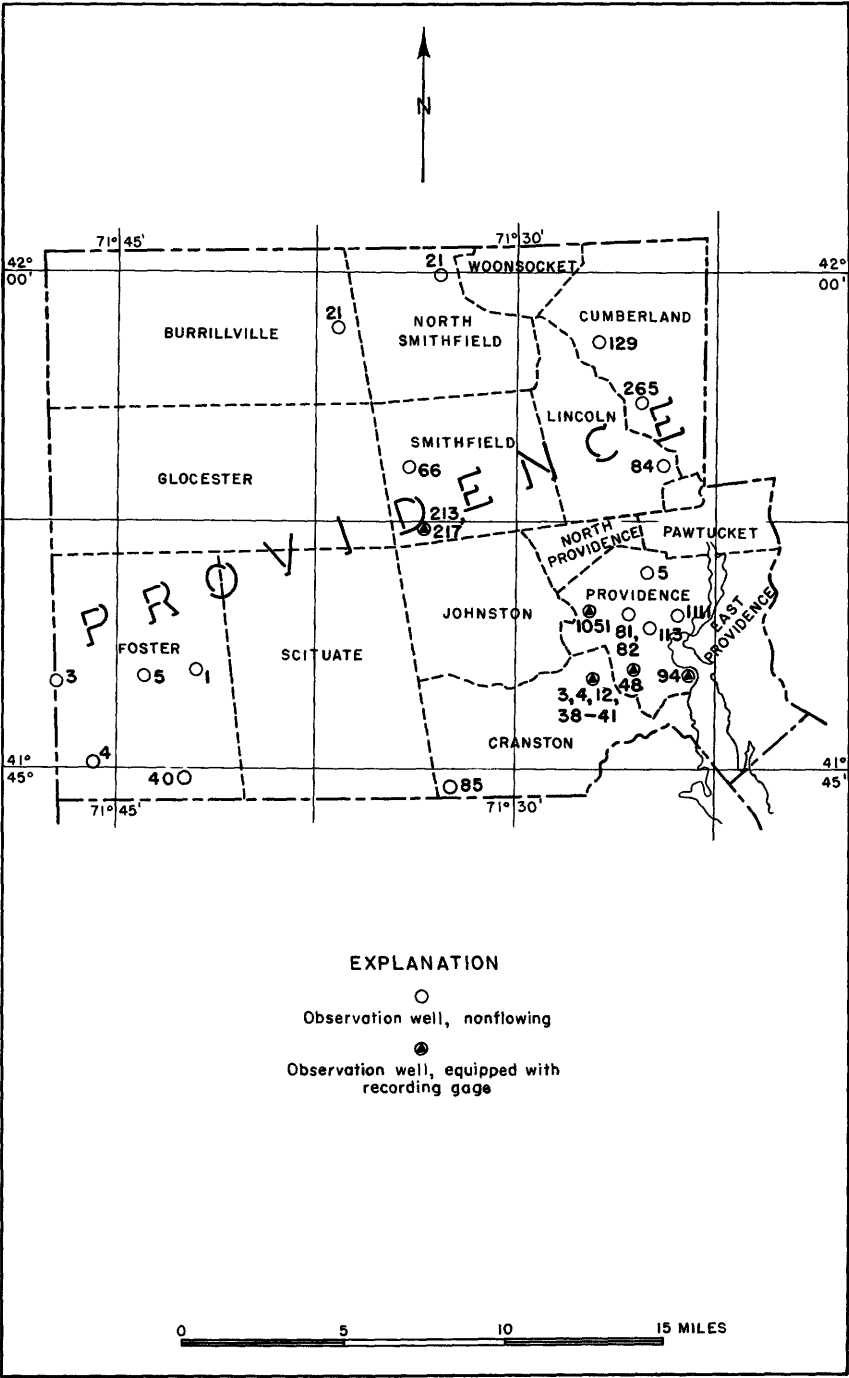 N
71° 45'
71° 30'
42°
00'
42°
00'
21
WOONSOCKET
21
BURRILLVILLE
NORTH
SMITHFIELD
CUMBERLAND
129
265
LINCOLN
SMITHFIELD
66
84
GLOCESTER
213,
217
PROVIDENCE
NORTH
PROVIDENCE
PAWTUCKET
5
PROVIDENCE
1051
81,
82
113
1111
EAST
PROVIDENCE
JOHNSTON
FOSTER
SCITUATE
3
5
1
3,4,12,
38-41
48
94
CRANSTON
4
40
85
41°
45°
41°
45'
71° 45'
71° 30'
EXPLANATION
Observation well, nonflowing
Observation well, equipped with
recording gage
0 5 10 15 MILES